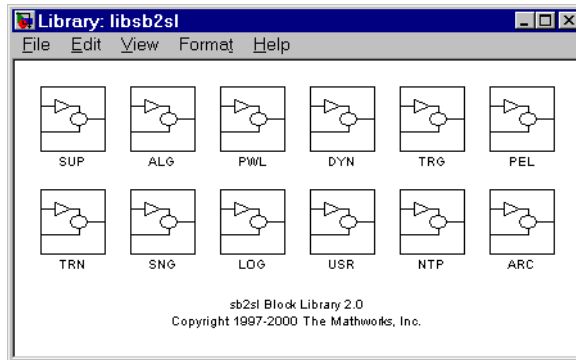 Library: libsb2sl
File Edit View Format Help
SUP ALG PWL DYN TRG PEL
TRN SNG LOG USR NTP ARC
sb2sl Block Library 2.0
Copyright 1997-2000 The Mathworks, Inc.